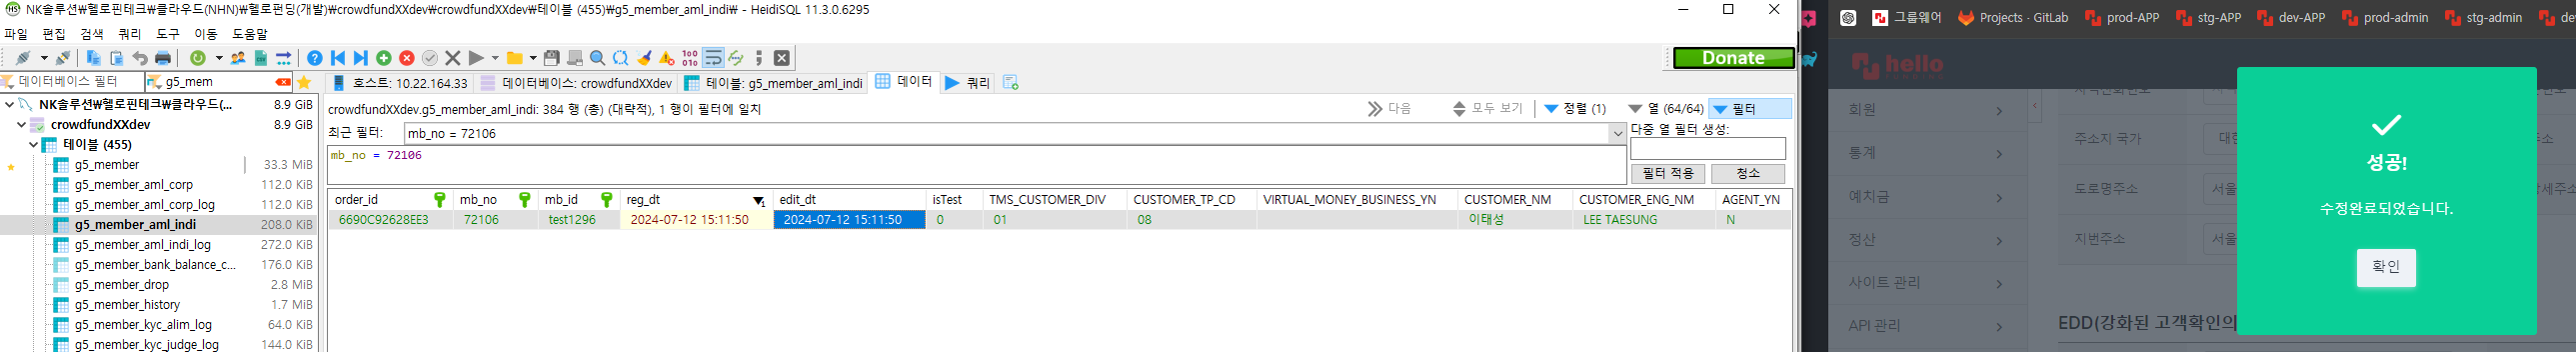 NK솔루션₩헬로핀테크₩클라우드(NHN)₩헬로펀딩(개발)₩crowdfundXXdev₩crowdfundXXdev₩테이블 (455)₩g5_member_aml_indi₩ - HeidiSQL 11.3.0.6295
파일 편집 검색 쿼리 도구 이동 도움말
Donate
데이터베이스 필터 g5_mem
호스트: 10.22.164.33 데이터베이스: crowdfundXXdev 테이블: g5_member_aml_indi 데이터 쿼리
NK솔루션₩헬로핀테크₩클라우드(... 8.9 GiB
crowdfundXXdev 8.9 GiB
테이블 (455)
g5_member 33.3 MiB
g5_member_aml_corp 112.0 KiB
g5_member_aml_corp_log 112.0 KiB
g5_member_aml_indi 208.0 KiB
g5_member_aml_indi_log 272.0 KiB
g5_member_bank_balance_c... 176.0 KiB
g5_member_drop 2.8 MiB
g5_member_history 1.7 MiB
g5_member_kyc_alim_log 64.0 KiB
g5_member_kyc_judge_log 144.0 KiB
crowdfundXXdev.g5_member_aml_indi: 384 행 (총) (대략적), 1 행이 필터에 일치
다음 모두 보기 정렬 (1) 열 (64/64) 필터
최근 필터: mb_no = 72106 다중 열 필터 생성:
mb_no = 72106
필터 적용 청소
order_id mb_no mb_id reg_dt edit_dt isTest TMS_CUSTOMER_DIV CUSTOMER_TP_CD VIRTUAL_MONEY_BUSINESS_YN CUSTOMER_NM CUSTOMER_ENG_NM AGENT_YN
6690C92628EE3 72106 test1296 2024-07-12 15:11:50 2024-07-12 15:11:50 0 01 08 이태성 LEE TAESUNG N
그룹웨어 Projects · GitLab prod-APP stg-APP dev-APP prod-admin stg-admin de
hello
회원
통계
예치금
정산
사이트 관리
API 관리
주소지 국가 대한
도로명주소 서울
지번주소 서울
EDD(강화된 고객확인의
성공!
수정완료되었습니다.
확인